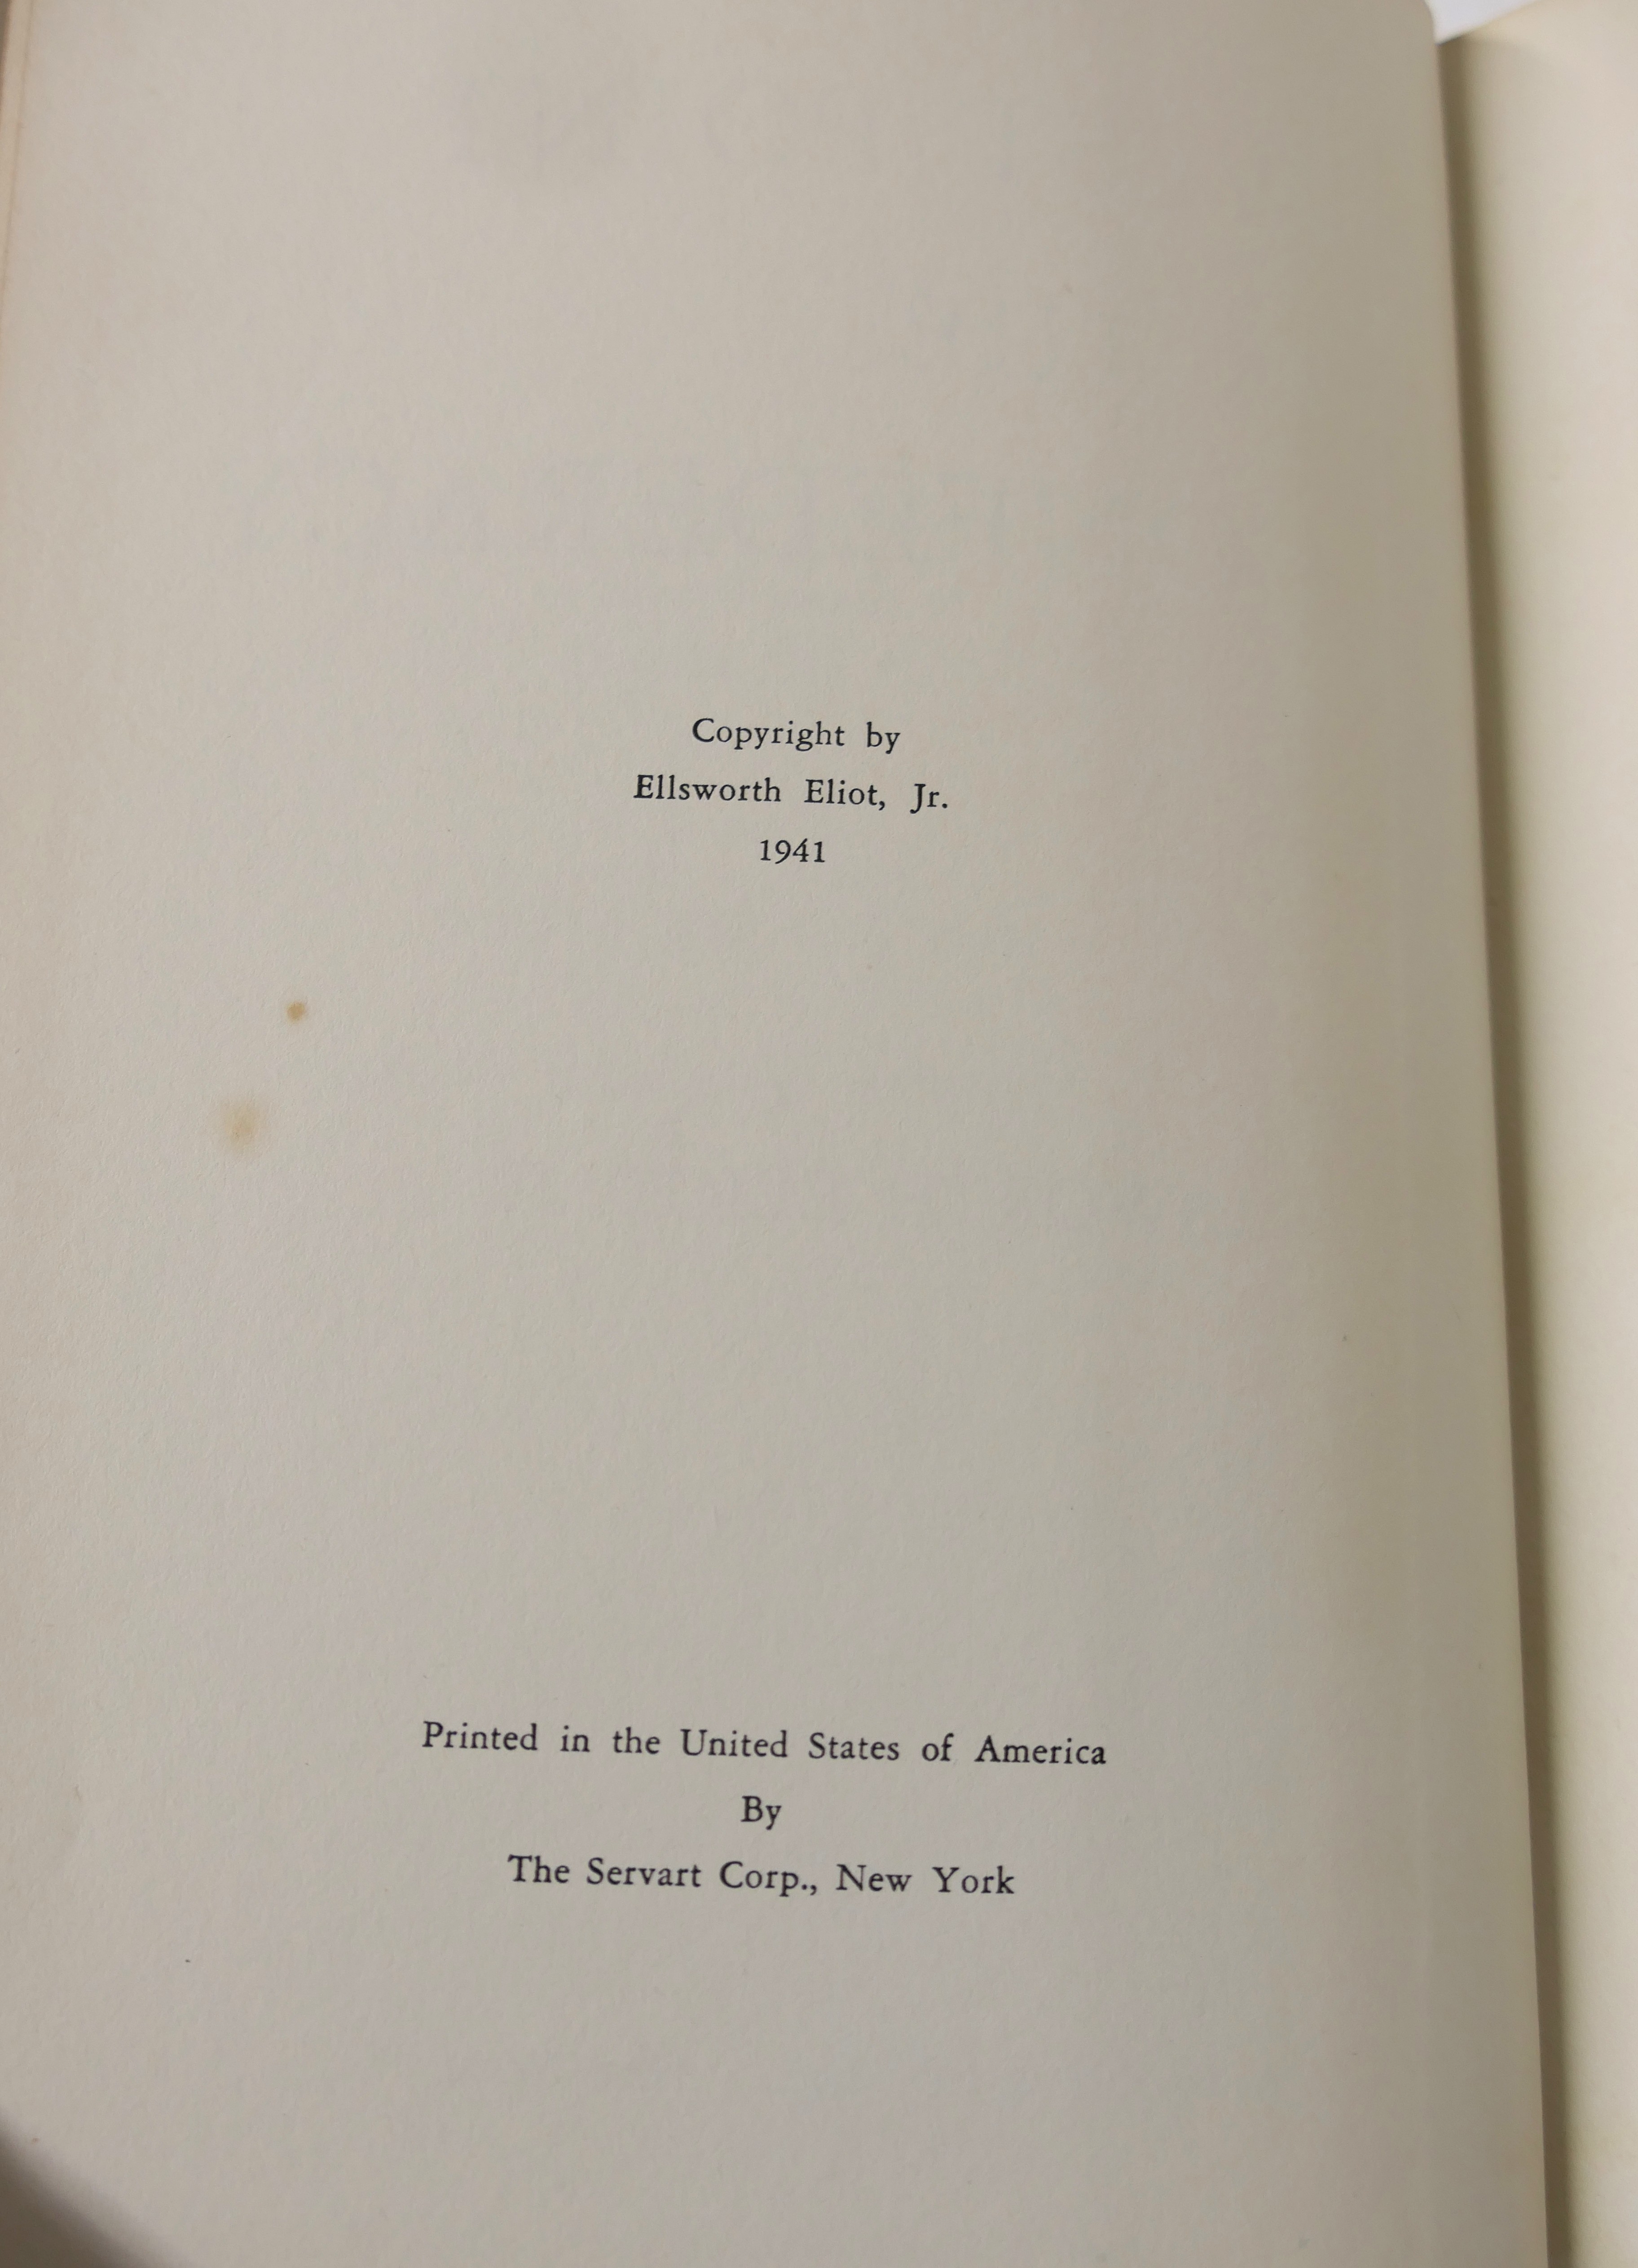 Copyright by
Ellsworth Eliot, Jr.
1941
Printed in the United States of America
By
The Servart Corp., New York